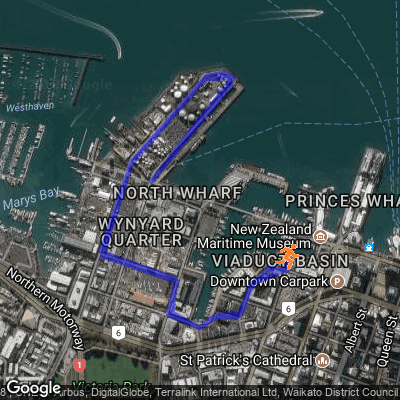 Westhaven
Marys Bay
NORTH WHARF
PRINCES WHA
WYNYARD
QUARTER
New Zealand
Maritime Museum
VIADUCT BASIN
Downtown Carpark
P
Northern Motorway
6
6
Albert St
Queen St
St Patrick's Cathedral
1
Victoria Park
Google
Airbus, DigitalGlobe, Terralink International Ltd, Waikato District Council